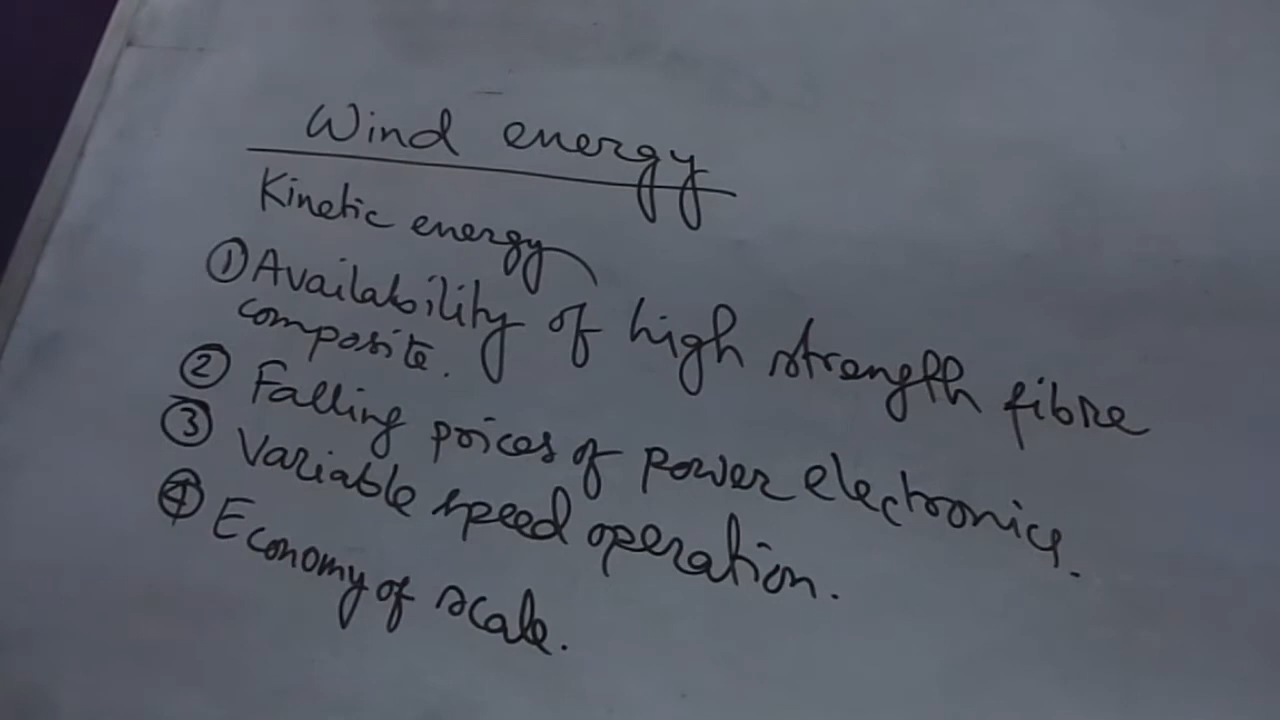 Wind energy
Kinetic energy
① Availability of high strength fibre
composite.
② Falling prices of power electronics.
③ Variable speed operation.
④ Economy of scale.